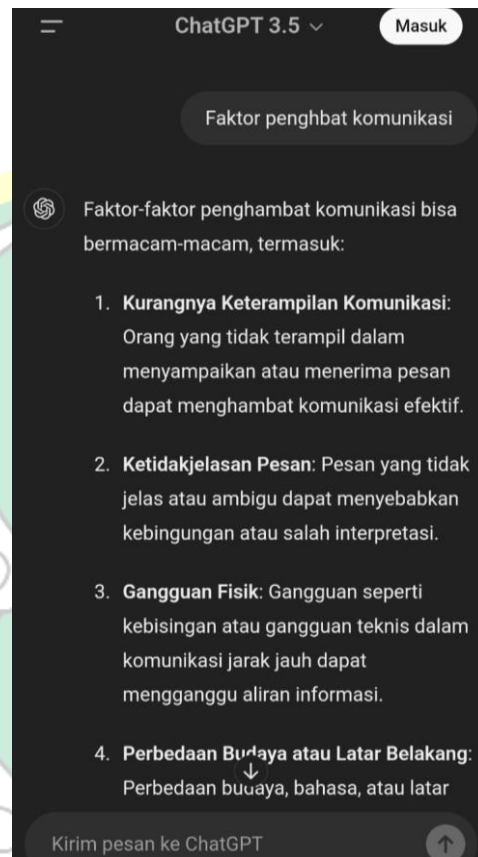 ChatGPT 3.5
Masuk
Faktor penghbat komunikasi
Faktor-faktor penghambat komunikasi bisa
bermacam-macam, termasuk:
1. Kurangnya Keterampilan Komunikasi:
Orang yang tidak terampil dalam
menyampaikan atau menerima pesan
dapat menghambat komunikasi efektif.
2. Ketidakjelasan Pesan: Pesan yang tidak
jelas atau ambigu dapat menyebabkan
kebingungan atau salah interpretasi.
3. Gangguan Fisik: Gangguan seperti
kebisingan atau gangguan teknis dalam
komunikasi jarak jauh dapat
mengganggu aliran informasi.
4. Perbedaan Budaya atau Latar Belakang:
Perbedaan budaya, bahasa, atau latar
Kirim pesan ke ChatGPT